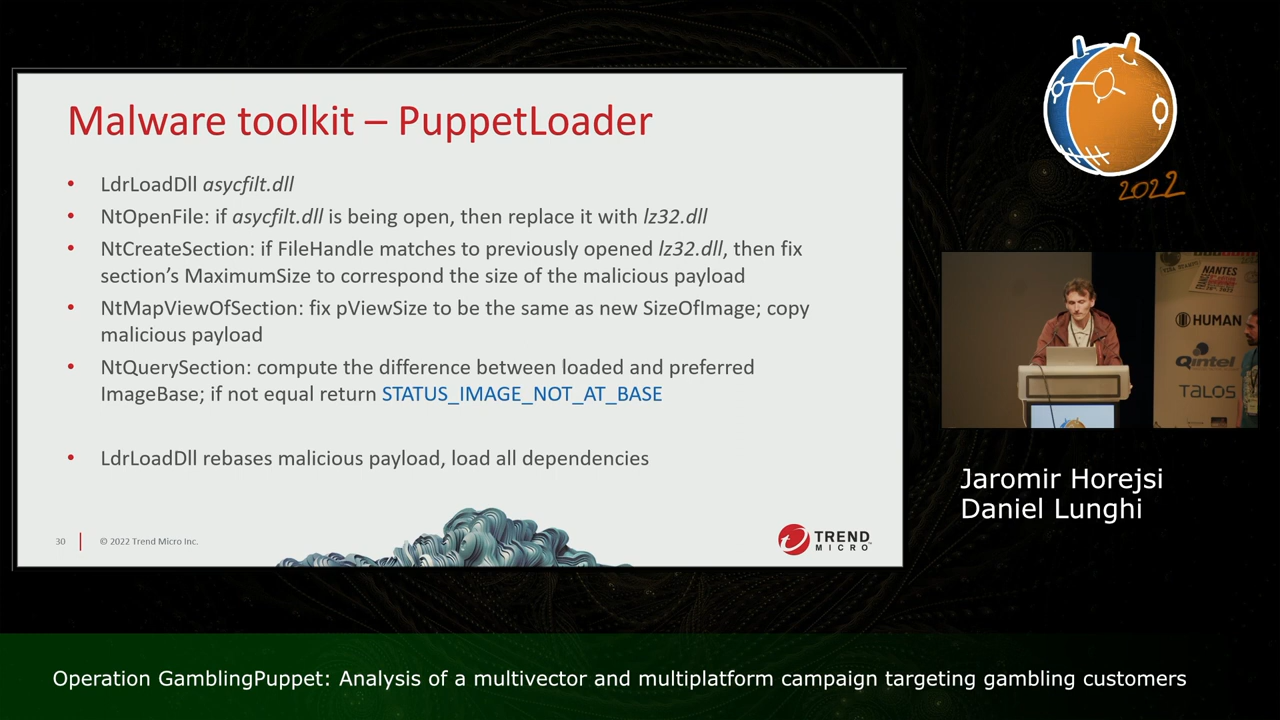 Malware toolkit – PuppetLoader
• LdrLoadDll asycfilt.dll
• NtOpenFile: if asycfilt.dll is being open, then replace it with lz32.dll
• NtCreateSection: if FileHandle matches to previously opened lz32.dll, then fix
section's MaximumSize to correspond the size of the malicious payload
• NtMapViewOfSection: fix pViewSize to be the same as new SizeOfImage; copy
malicious payload
• NtQuerySection: compute the difference between loaded and preferred
ImageBase; if not equal return STATUS_IMAGE_NOT_AT_BASE
• LdrLoadDll rebases malicious payload, load all dependencies
30
© 2022 Trend Micro Inc.
TREND
MICRO™
2022
NANTES
HUMAN
Qintel
TALOS
Jaromir Horejsi
Daniel Lunghi
Operation GamblingPuppet: Analysis of a multivector and multiplatform campaign targeting gambling customers